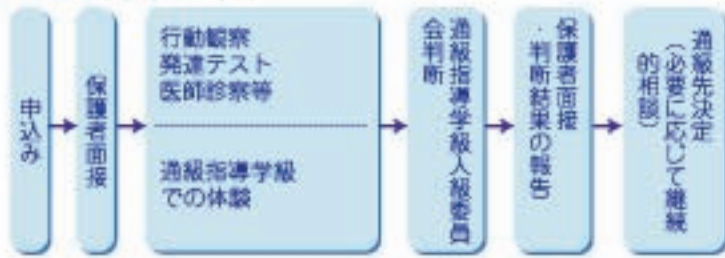 申込み
保護者面接
行動観察
発達テスト
医師診察等
通級指導学級
での体験
通級指導学級入級委員
会判断
保護者面接
・判断結果の報告
通級先決定
(必要に応じて継続
的相談)